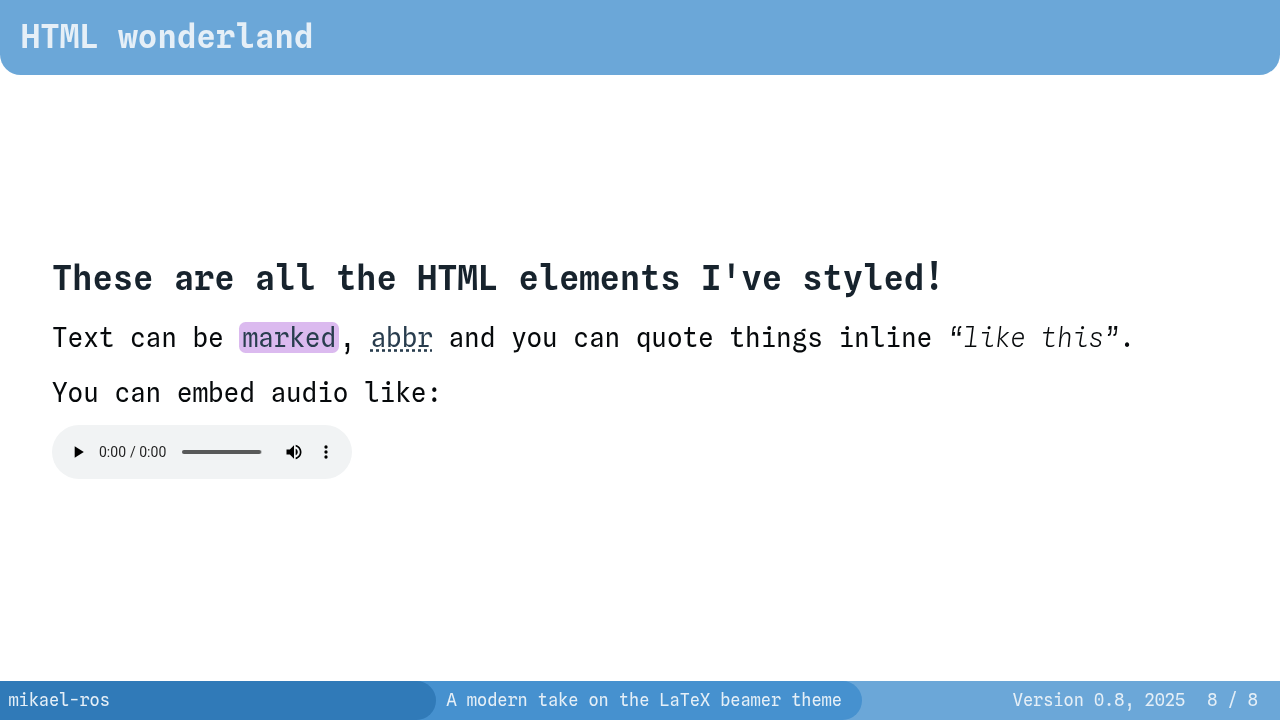 HTML wonderland
These are all the HTML elements I've styled!
Text can be marked, abbr and you can quote things inline “like this”.
You can embed audio like:
0:00 / 0:00
mikael-ros
A modern take on the LaTeX beamer theme
Version 0.8, 2025 8 / 8